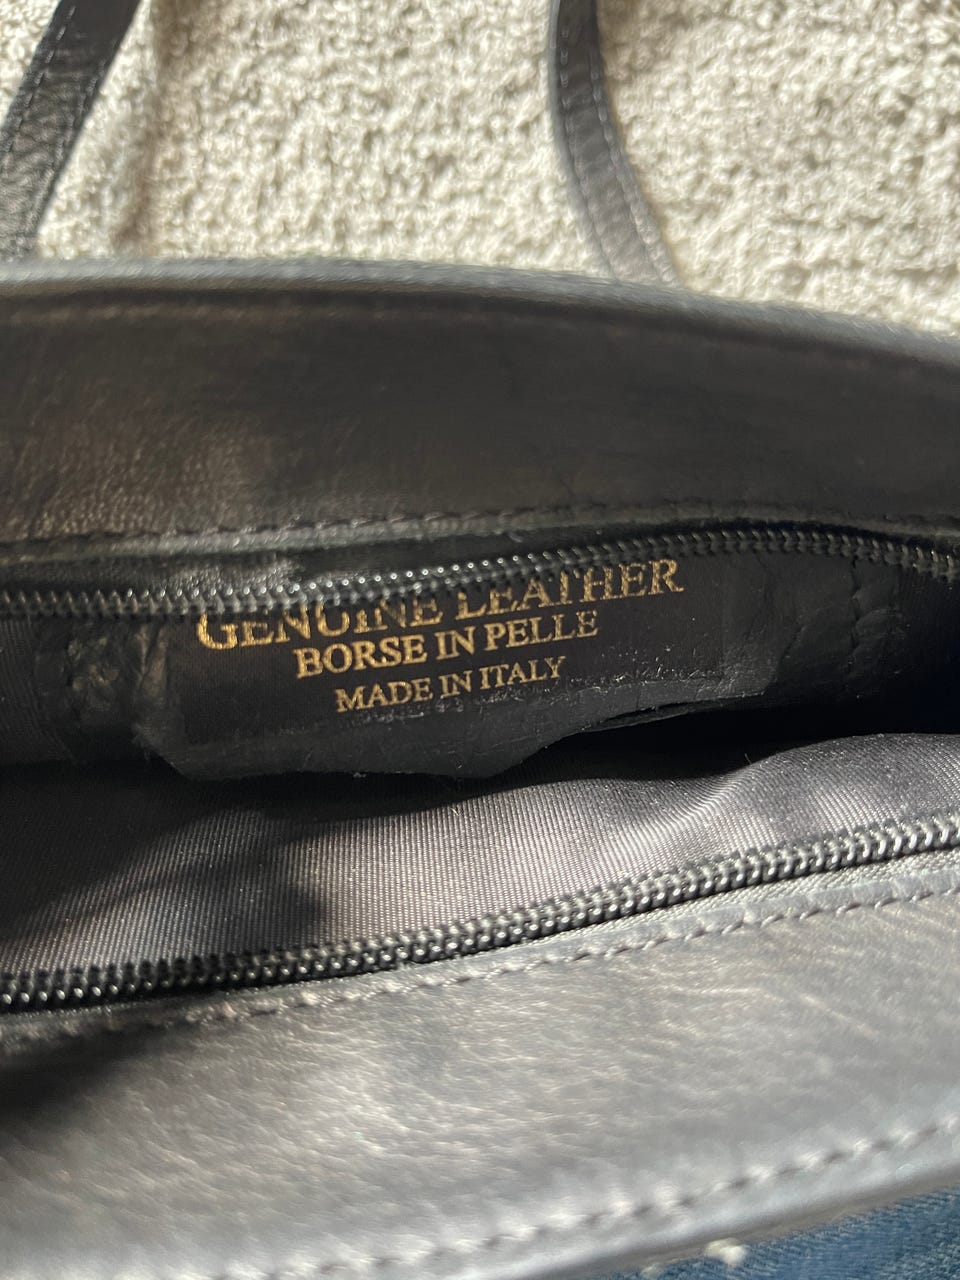 GENUINE LEATHER
BORSE IN PELLE
MADE IN ITALY